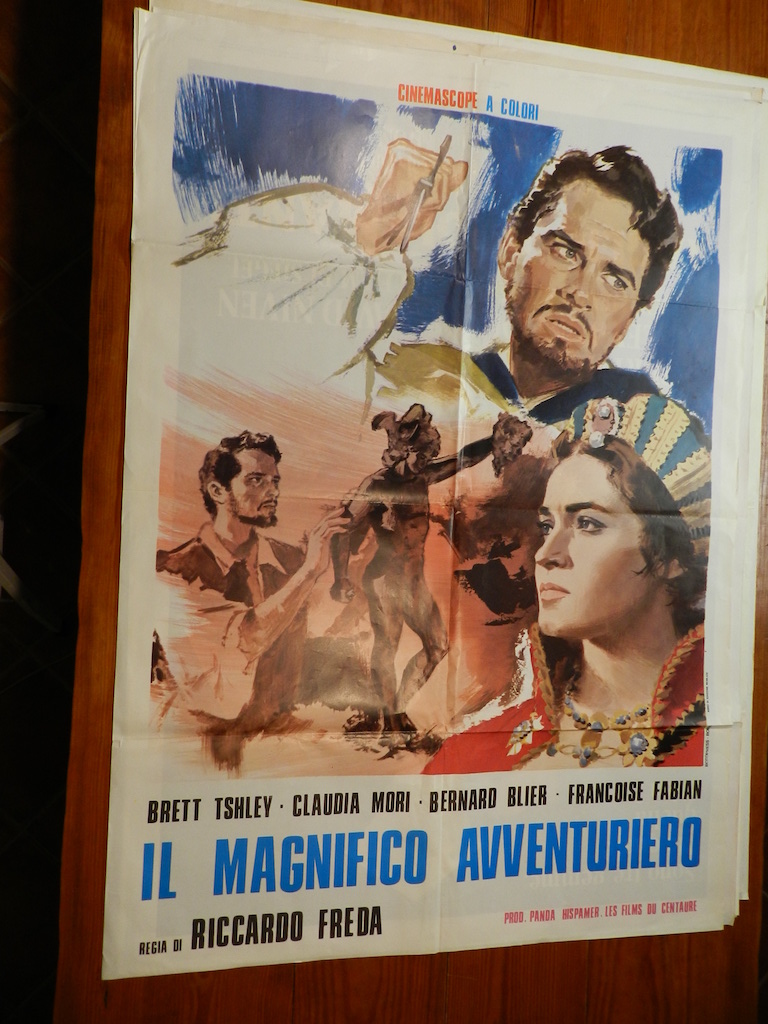 CINEMASCOPE A COLORI
BRETT TSHLEY · CLAUDIA MORI · BERNARD BLIER · FRANCOISE FABIAN
IL MAGNIFICO AVVENTURIERO
REGIA DI RICCARDO FREDA
PROD. PANDA HISPAMER. LES FILMS DU CENTAURE